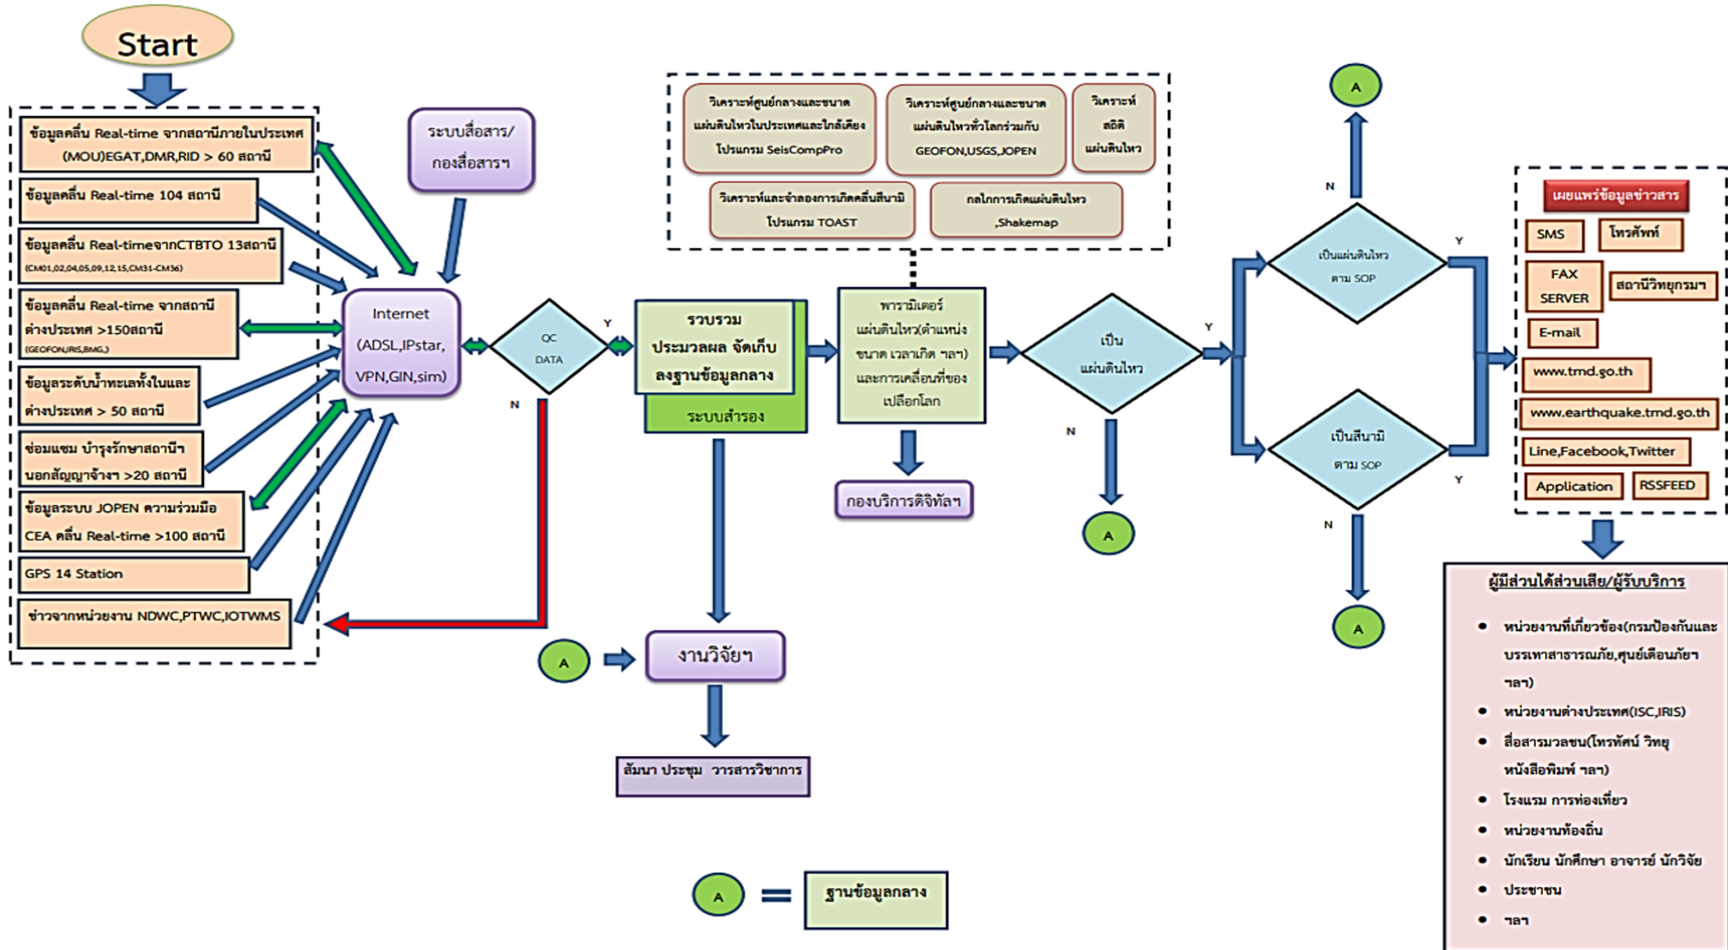 Start
ข้อมูลคลื่น Real-time จากสถานีภายในประเทศ
(MOU)EGAT,DMR,RID > 60 สถานี
ข้อมูลคลื่น Real-time 104 สถานี
ข้อมูลคลื่น Real-timeจากCTBTO 13สถานี
(CM01,02,04,05,09,12,15,CM31-CM36)
ข้อมูลคลื่น Real-time จากสถานี
ต่างประเทศ >150สถานี
(GEOFON,IRIS,BMG,)
ข้อมูลระดับน้ำทะเลทั้งในและ
ต่างประเทศ > 50 สถานี
ซ่อมแซม บำรุงรักษาสถานีฯ
นอกสัญญาจ้างฯ >20 สถานี
ข้อมูลระบบ JOPEN ความร่วมมือ
CEA คลื่น Real-time >100 สถานี
GPS 14 Station
ข่าวจากหน่วยงาน NDWC,PTWC,IOTWMS
ระบบสื่อสาร/
กองสื่อสารฯ
Internet
(ADSL,IPstar,
VPN,GIN,sim)
QC
DATA
Y
N
รวบรวม
ประมวลผล จัดเก็บ
ลงฐานข้อมูลกลาง
ระบบสำรอง
A
งานวิจัยฯ
สัมนา ประชุม วารสารวิชาการ
วิเคราะห์ศูนย์กลางและขนาด
แผ่นดินไหวในประเทศและใกล้เคียง
โปรแกรม SeisCompPro
วิเคราะห์ศูนย์กลางและขนาด
แผ่นดินไหวทั่วโลกร่วมกับ
GEOFON,USGS,JOPEN
วิเคราะห์
สถิติ
แผ่นดินไหว
วิเคราะห์และจำลองการเกิดคลื่นสึนามิ
โปรแกรม TOAST
กลไกการเกิดแผ่นดินไหว
,Shakemap
พารามิเตอร์
แผ่นดินไหว(ตำแหน่ง
ขนาด เวลาเกิด ฯลฯ)
และการเคลื่อนที่ของ
เปลือกโลก
กองบริการดิจิทัลฯ
เป็น
แผ่นดินไหว
Y
N
A
A
N
เป็นแผ่นดินไหว
ตาม SOP
Y
เป็นสึนามิ
ตาม SOP
Y
N
A
เผยแพร่ข้อมูลข่าวสาร
SMS
โทรศัพท์
FAX
SERVER
สถานีวิทยุกรมฯ
E-mail
www.tmd.go.th
www.earthquake.tmd.go.th
Line,Facebook,Twitter
Application
RSSFEED
ผู้มีส่วนได้ส่วนเสีย/ผู้รับบริการ
● หน่วยงานที่เกี่ยวข้อง(กรมป้องกันและ
บรรเทาสาธารณภัย,ศูนย์เตือนภัยฯ
ฯลฯ)
● หน่วยงานต่างประเทศ(ISC,IRIS)
● สื่อสารมวลชน(โทรทัศน์ วิทยุ
หนังสือพิมพ์ ฯลฯ)
● โรงแรม การท่องเที่ยว
● หน่วยงานท้องถิ่น
● นักเรียน นักศึกษา อาจารย์ นักวิจัย
● ประชาชน
● ฯลฯ
A
ฐานข้อมูลกลาง